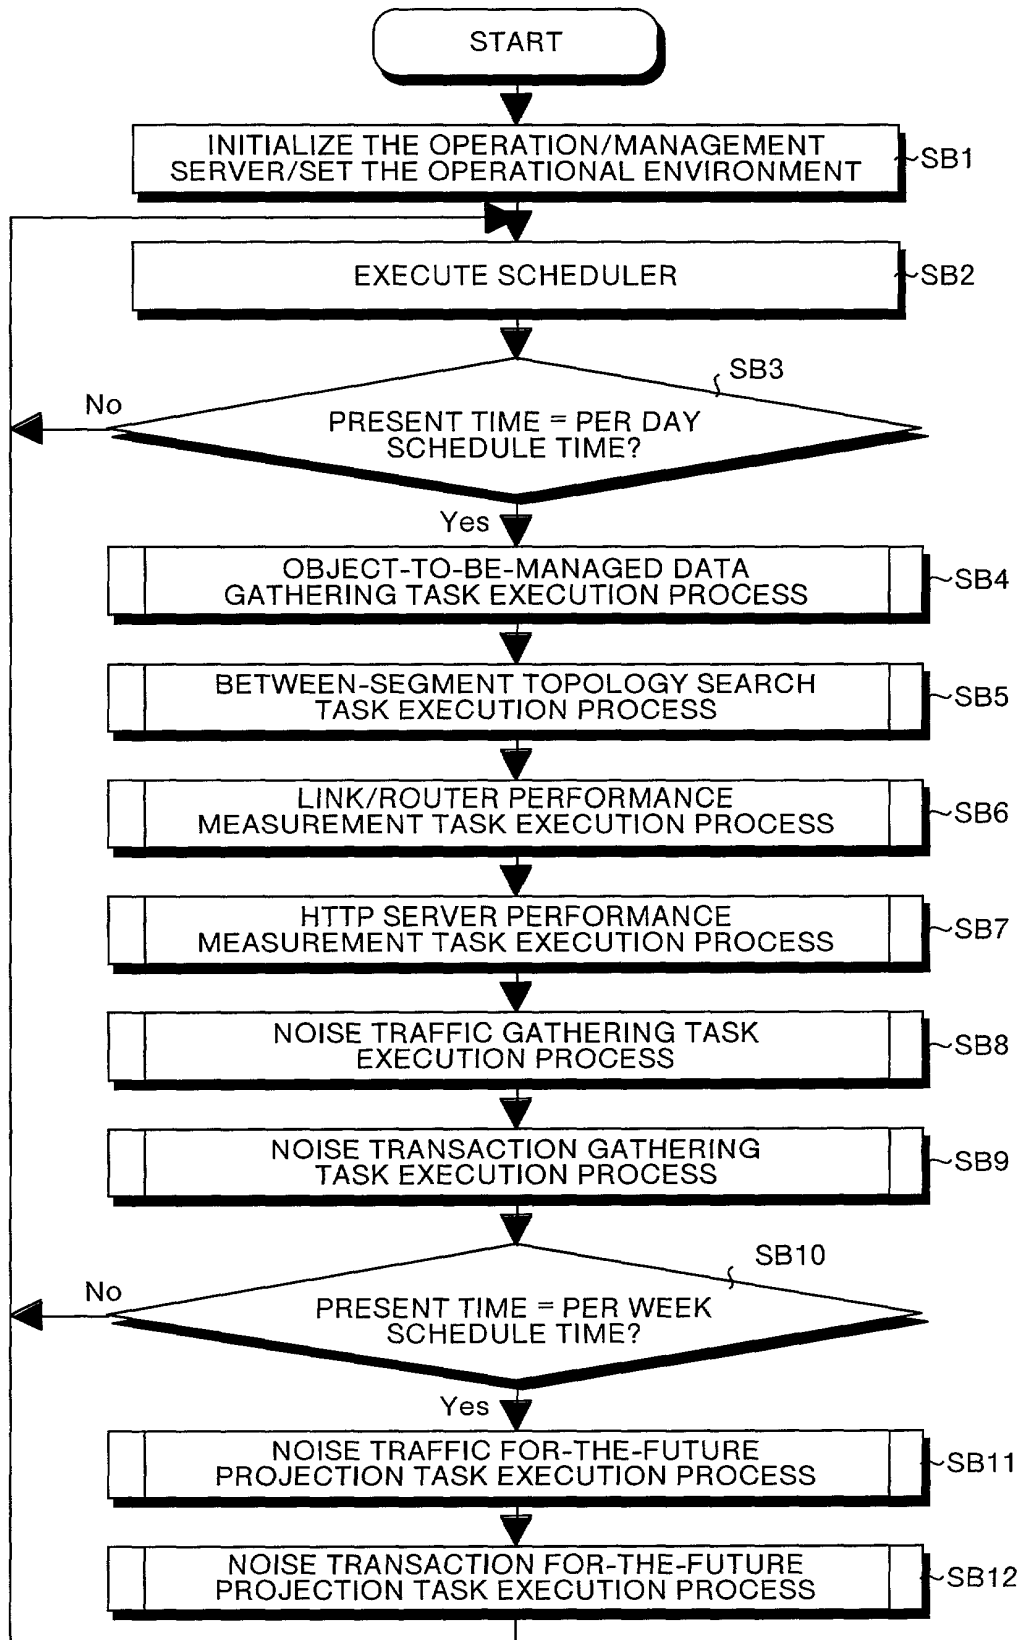 START
INITIALIZE THE OPERATION/MANAGEMENT
SERVER/SET THE OPERATIONAL ENVIRONMENT
SB1
EXECUTE SCHEDULER
SB2
SB3
No
PRESENT TIME = PER DAY
SCHEDULE TIME?
Yes
OBJECT-TO-BE-MANAGED DATA
GATHERING TASK EXECUTION PROCESS
SB4
BETWEEN-SEGMENT TOPOLOGY SEARCH
TASK EXECUTION PROCESS
SB5
LINK/ROUTER PERFORMANCE
MEASUREMENT TASK EXECUTION PROCESS
SB6
HTTP SERVER PERFORMANCE
MEASUREMENT TASK EXECUTION PROCESS
SB7
NOISE TRAFFIC GATHERING TASK
EXECUTION PROCESS
SB8
NOISE TRANSACTION GATHERING
TASK EXECUTION PROCESS
SB9
SB10
No
PRESENT TIME = PER WEEK
SCHEDULE TIME?
Yes
NOISE TRAFFIC FOR-THE-FUTURE
PROJECTION TASK EXECUTION PROCESS
SB11
NOISE TRANSACTION FOR-THE-FUTURE
PROJECTION TASK EXECUTION PROCESS
SB12